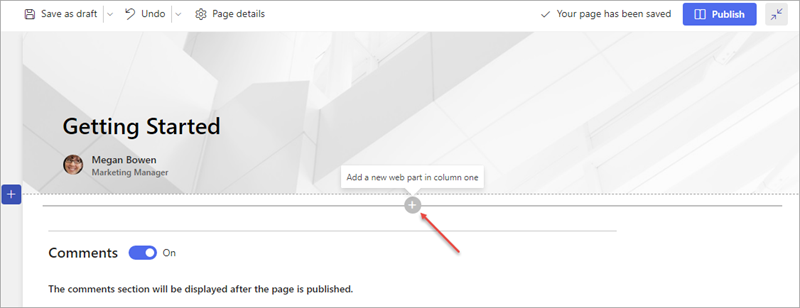 Save as draft Undo Page details Your page has been saved Publish
Getting Started
Megan Bowen
Marketing Manager
Add a new web part in column one
Comments On
The comments section will be displayed after the page is published.